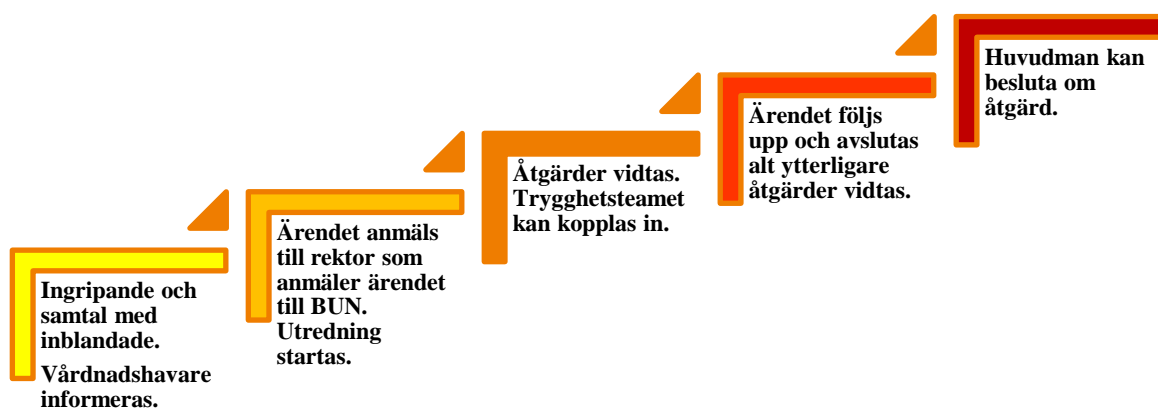 Ingripande och
samtal med
inblandade.
Vårdnadshavare
informeras.
Ärendet anmäls
till rektor som
anmäler ärendet
till BUN.
Utredning
startas.
Åtgärder vidtas.
Trygghetsteamet
kan kopplas in.
Ärendet följs
upp och avslutas
alt ytterligare
åtgärder vidtas.
Huvudman kan
besluta om
åtgärd.